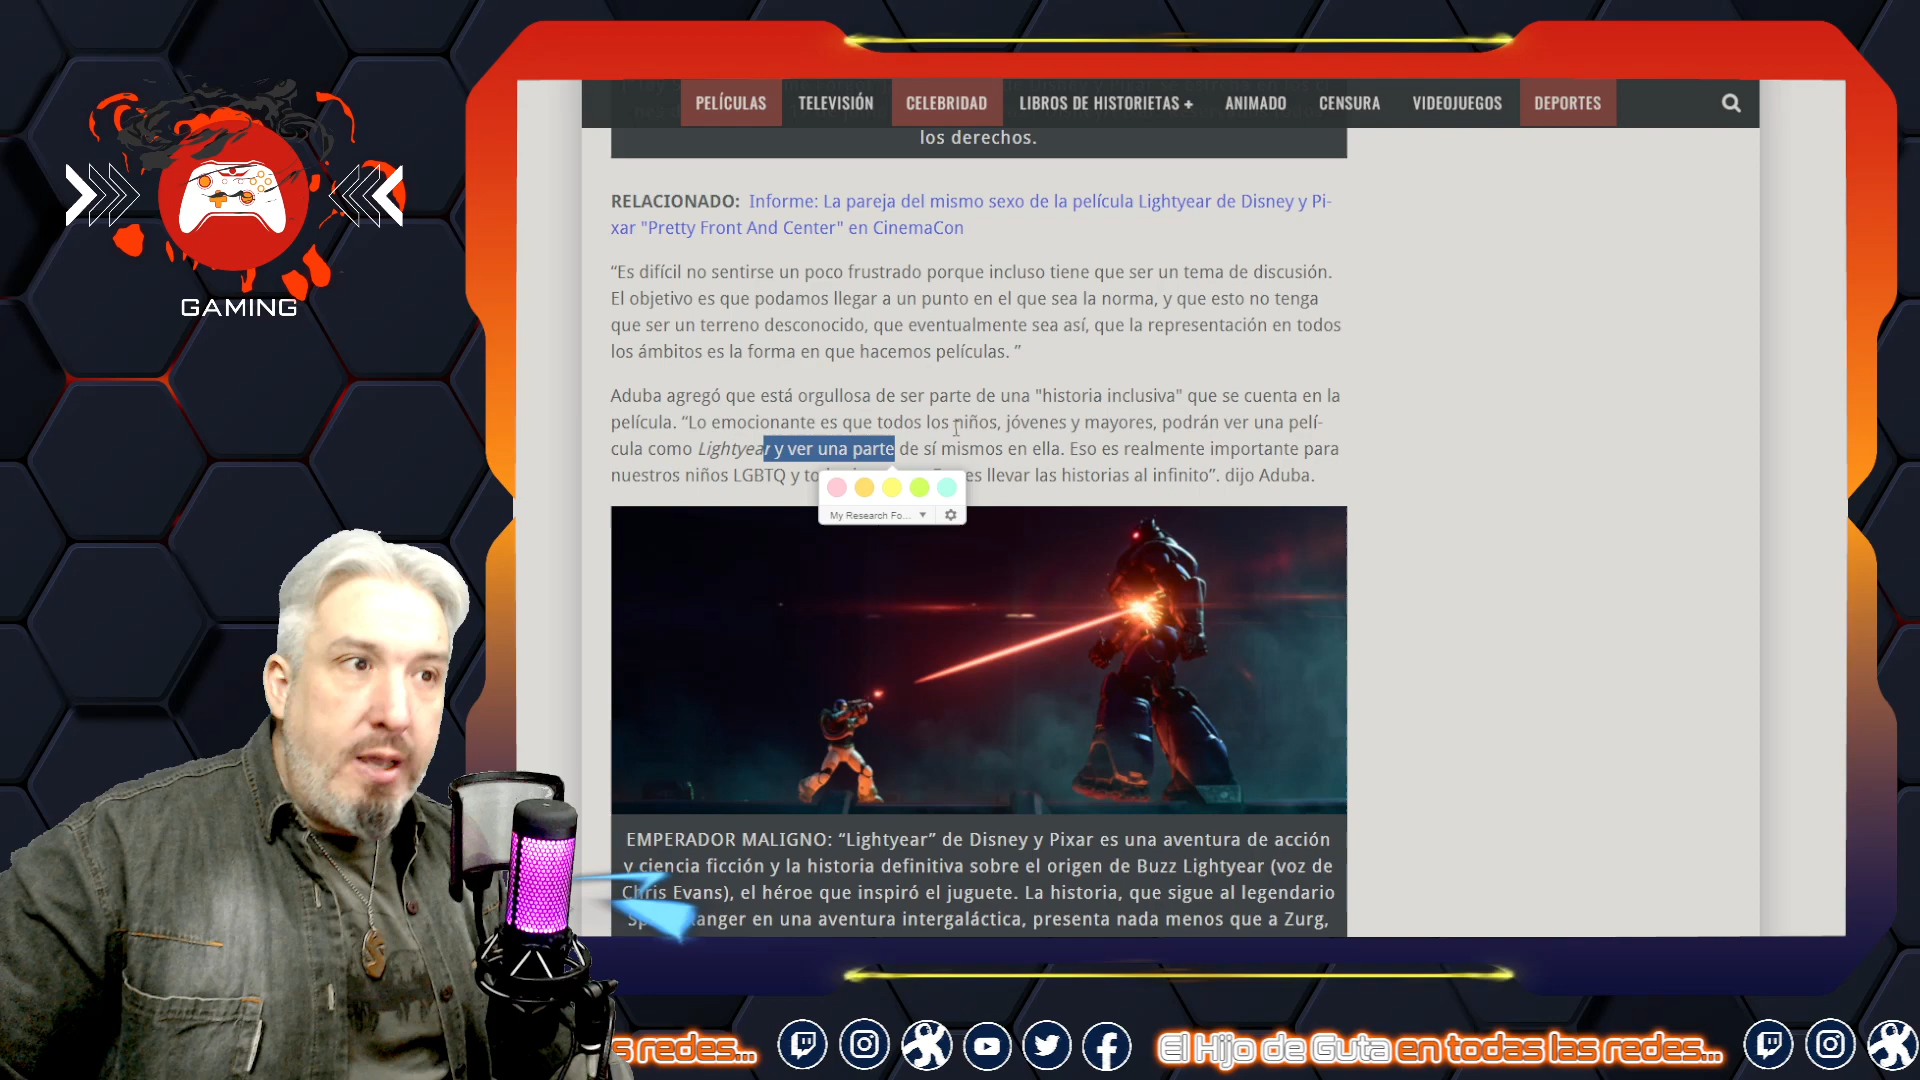 GAMING
PELÍCULAS TELEVISIÓN CELEBRIDAD LIBROS DE HISTORIETAS + ANIMADO CENSURA VIDEOJUEGOS DEPORTES
los derechos.
RELACIONADO: Informe: La pareja del mismo sexo de la película Lightyear de Disney y Pi-
xar "Pretty Front And Center" en CinemaCon
“Es difícil no sentirse un poco frustrado porque incluso tiene que ser un tema de discusión.
El objetivo es que podamos llegar a un punto en el que sea la norma, y que esto no tenga
que ser un terreno desconocido, que eventualmente sea así, que la representación en todos
los ámbitos es la forma en que hacemos películas. ”
Aduba agregó que está orgullosa de ser parte de una "historia inclusiva" que se cuenta en la
película. “Lo emocionante es que todos los niños, jóvenes y mayores, podrán ver una pelí-
cula como Lightyear y ver una parte de sí mismos en ella. Eso es realmente importante para
nuestros niños LGBTQ y es llevar las historias al infinito”. dijo Aduba.
My Research Fo...
EMPERADOR MALIGNO: “Lightyear” de Disney y Pixar es una aventura de acción
y ciencia ficción y la historia definitiva sobre el origen de Buzz Lightyear (voz de
Chris Evans), el héroe que inspiró el juguete. La historia, que sigue al legendario
Space Ranger en una aventura intergaláctica, presenta nada menos que a Zurg,
s redes... El Hijo de Guta en todas las redes...